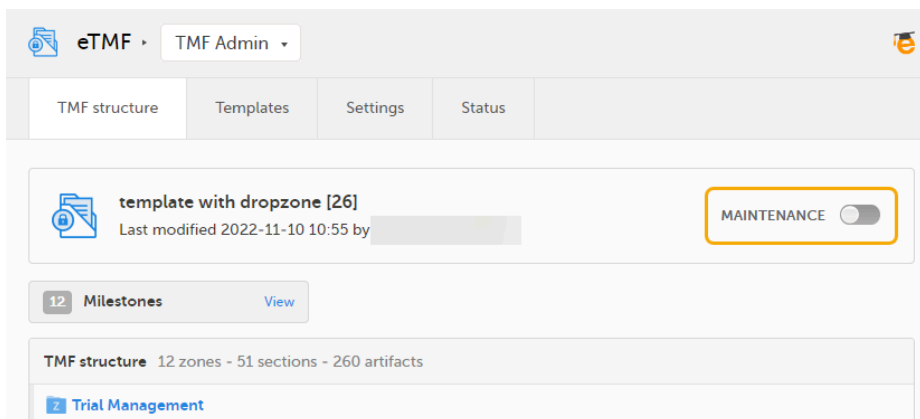 eTMF TMF Admin
TMF structure Templates Settings Status
template with dropzone [26]
Last modified 2022-11-10 10:55 by
MAINTENANCE
12 Milestones View
TMF structure 12 zones - 51 sections - 260 artifacts
Z Trial Management